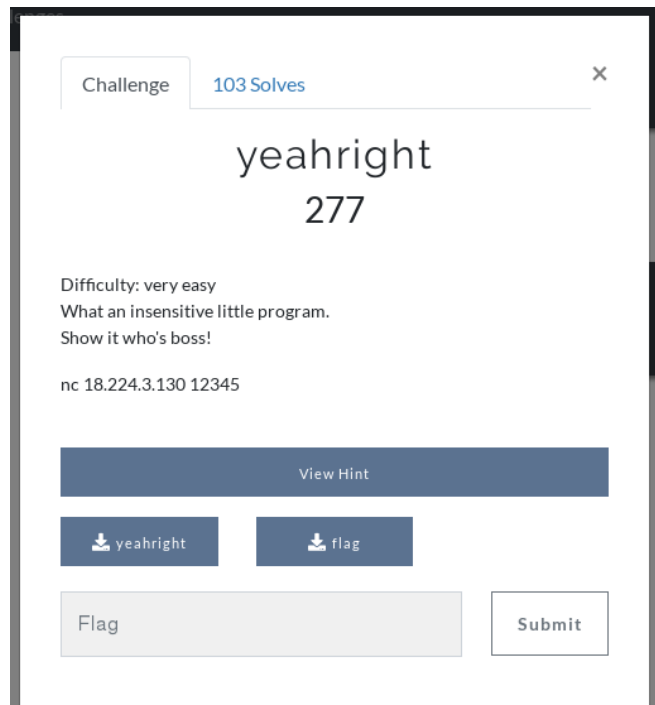 Challenge
103 Solves
×
yeahright
277
Difficulty: very easy
What an insensitive little program.
Show it who's boss!
nc 18.224.3.130 12345
View Hint
yeahright
flag
Flag
Submit